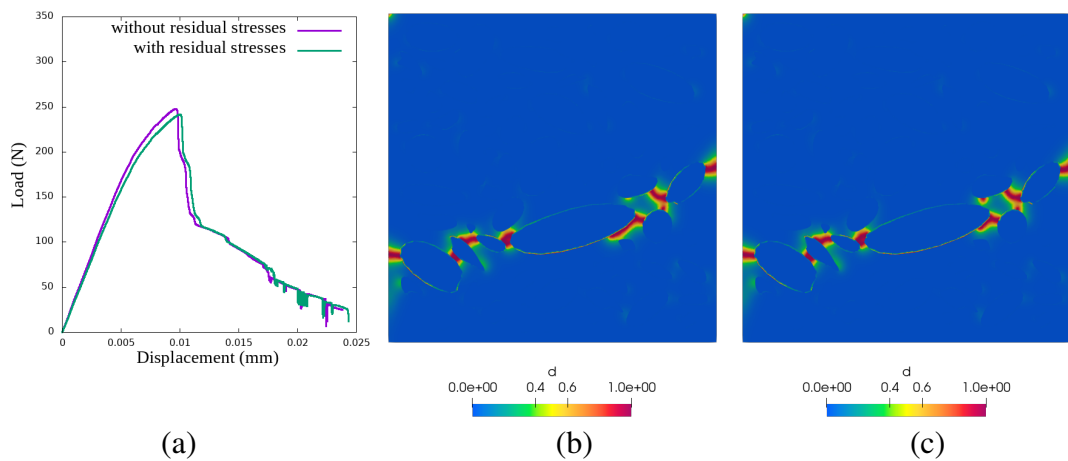 350
300
250
200
150
100
50
0
Load (N)
without residual stresses
with residual stresses
0 0.005 0.01 0.015 0.02 0.025
Displacement (mm)
d
0.0e+00 0.4 0.6 1.0e+00
d
0.0e+00 0.4 0.6 1.0e+00
(a) (b) (c)